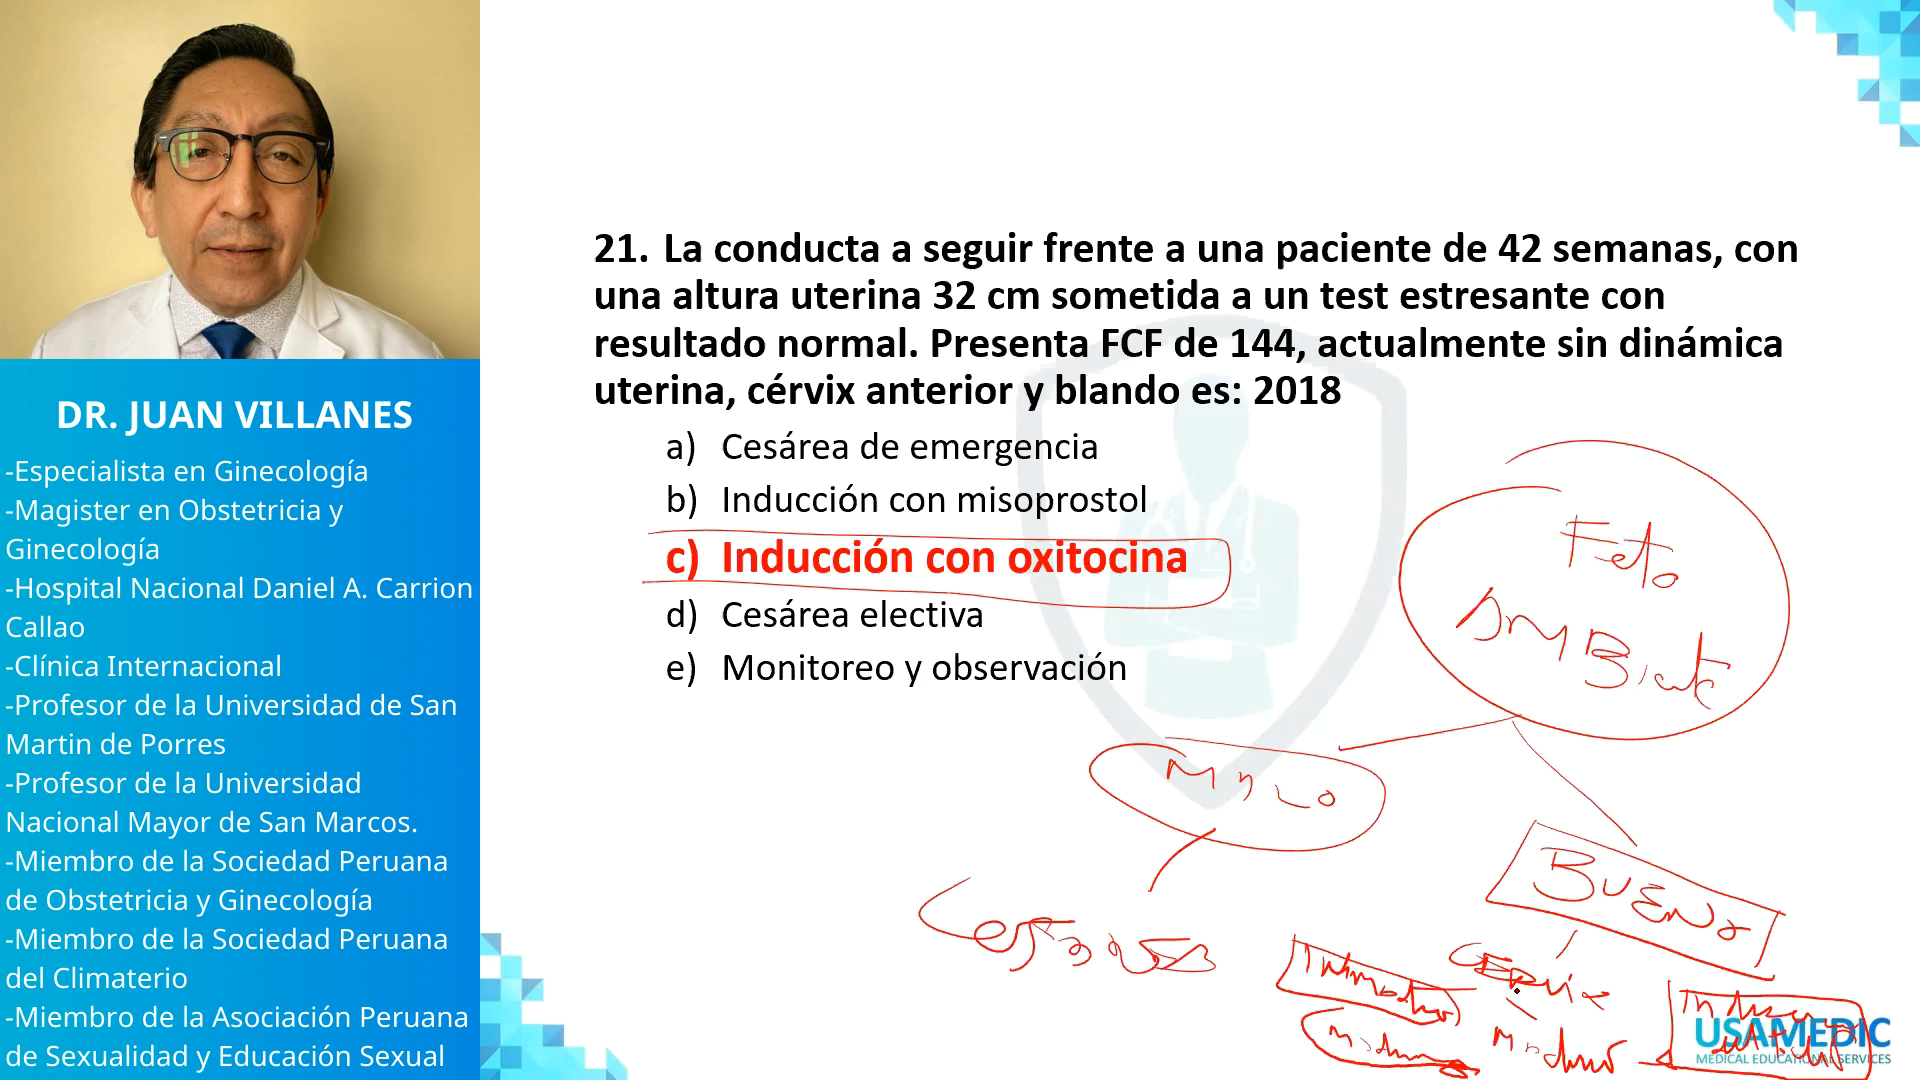 DR. JUAN VILLANES
-Especialista en Ginecología
-Magister en Obstetricia y
Ginecología
-Hospital Nacional Daniel A. Carrion
Callao
-Clínica Internacional
-Profesor de la Universidad de San
Martin de Porres
-Profesor de la Universidad
Nacional Mayor de San Marcos.
-Miembro de la Sociedad Peruana
de Obstetricia y Ginecología
-Miembro de la Sociedad Peruana
del Climaterio
-Miembro de la Asociación Peruana
de Sexualidad y Educación Sexual
21. La conducta a seguir frente a una paciente de 42 semanas, con
una altura uterina 32 cm sometida a un test estresante con
resultado normal. Presenta FCF de 144, actualmente sin dinámica
uterina, cérvix anterior y blando es: 2018
a) Cesárea de emergencia
b) Inducción con misoprostol
c) Inducción con oxitocina
d) Cesárea electiva
e) Monitoreo y observación
Feto
Malo
BUENO
Cervix
Maduro
USAMEDIC
MEDICAL EDUCATIONAL SERVICES